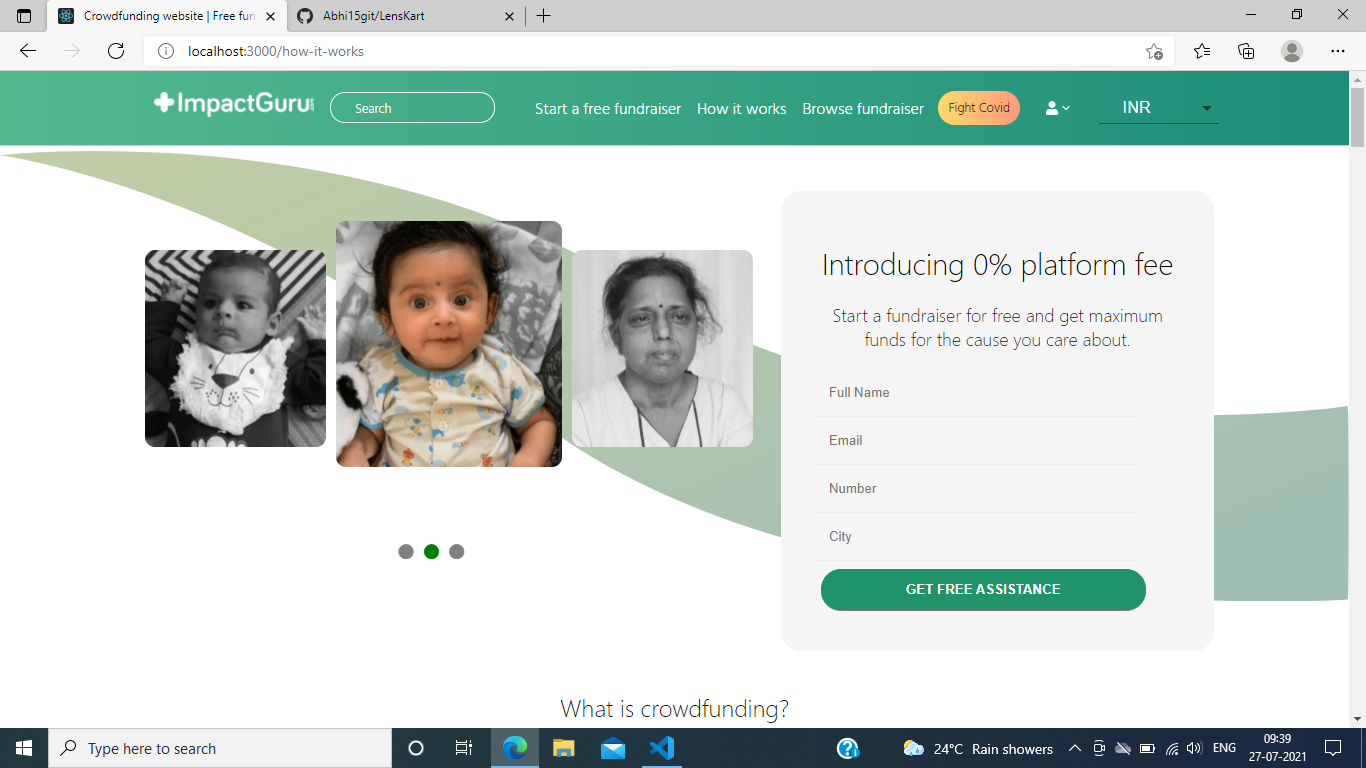 Crowdfunding website | Free fun
Abhi15git/LensKart
localhost:3000/how-it-works
ImpactGuru
Search
Start a free fundraiser
How it works
Browse fundraiser
Fight Covid
INR
Introducing 0% platform fee
Start a fundraiser for free and get maximum
funds for the cause you care about.
Full Name
Email
Number
City
GET FREE ASSISTANCE
What is crowdfunding?
Type here to search
24°C Rain showers
ENG
09:39
27-07-2021